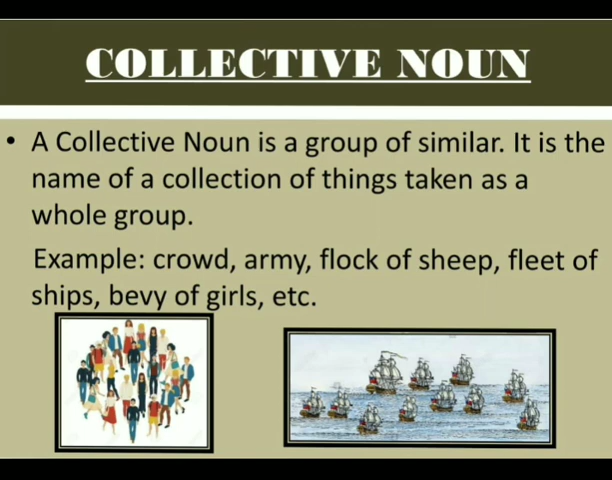 COLLECTIVE NOUN
• A Collective Noun is a group of similar. It is the
name of a collection of things taken as a
whole group.
Example: crowd, army, flock of sheep, fleet of
ships, bevy of girls, etc.